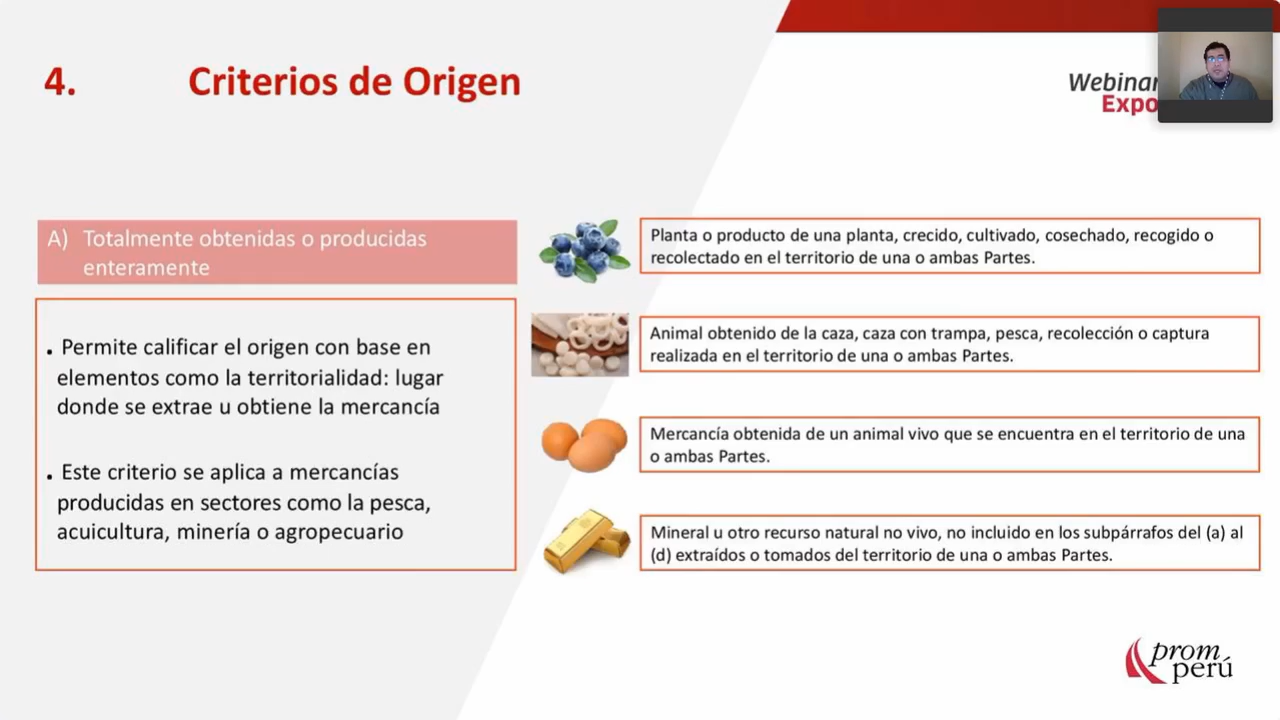 4. Criterios de Origen
Webinar
Expo
A) Totalmente obtenidas o producidas
enteramente
. Permite calificar el origen con base en
elementos como la territorialidad: lugar
donde se extrae u obtiene la mercancía
. Este criterio se aplica a mercancías
producidas en sectores como la pesca,
acuicultura, minería o agropecuario
Planta o producto de una planta, crecido, cultivado, cosechado, recogido o
recolectado en el territorio de una o ambas Partes.
Animal obtenido de la caza, caza con trampa, pesca, recolección o captura
realizada en el territorio de una o ambas Partes.
Mercancía obtenida de un animal vivo que se encuentra en el territorio de una
o ambas Partes.
Mineral u otro recurso natural no vivo, no incluido en los subpárrafos del (a) al
(d) extraídos o tomados del territorio de una o ambas Partes.
prom
perú